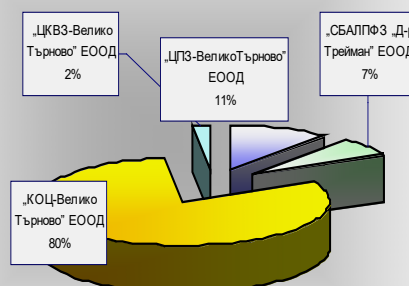 „ЦКВЗ-Велико
Търново” ЕООД
2%
„ЦПЗ-ВеликоТърново”
ЕООД
11%
„СБАЛПФЗ „Д-р
Трейман” ЕООД
7%
„КОЦ-Велико
Търново” ЕООД
80%